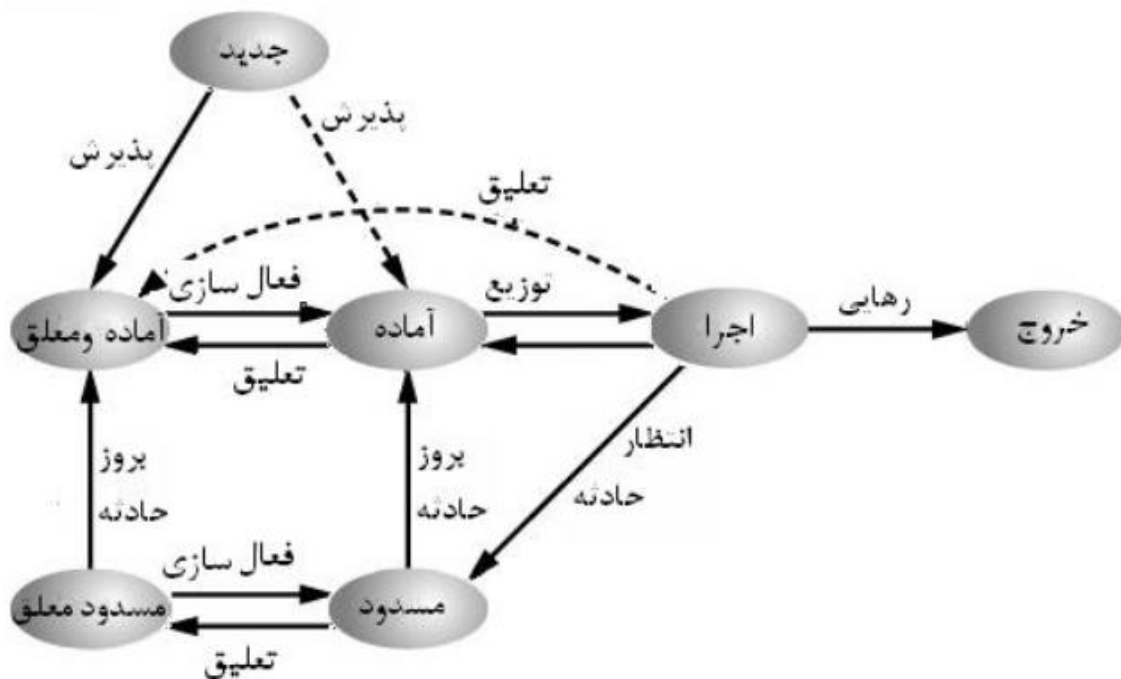 جدید
پذیرش
پذیرش
تعلیق
فعال سازی
توزیع
رهایی
آماده ومعلق
آماده
اجرا
خروج
تعلیق
انتظار
حادثه
بروز
حادثه
بروز
حادثه
فعال سازی
مسدود معلق
مسدود
تعلیق